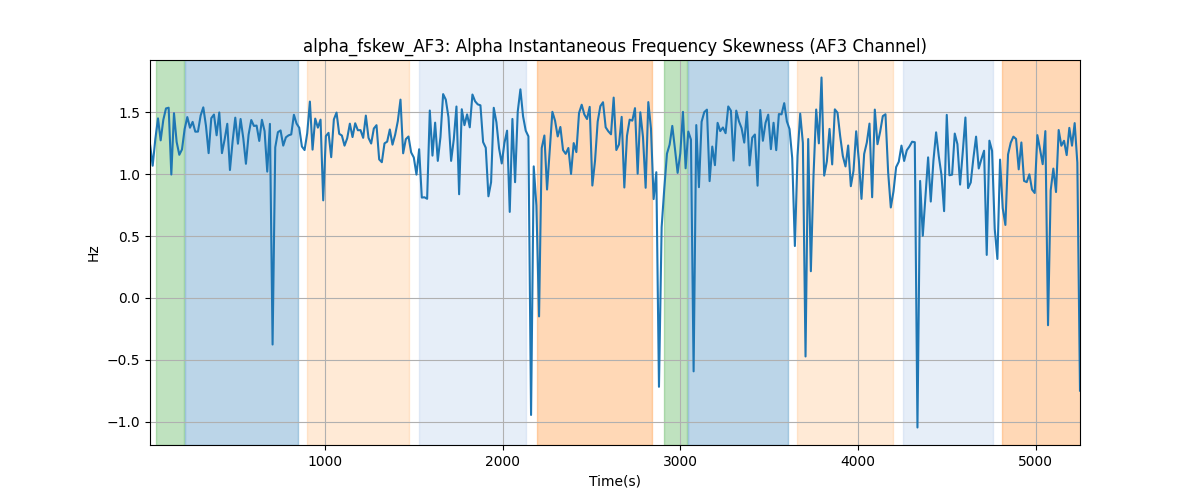 alpha_fskew_AF3: Alpha Instantaneous Frequency Skewness (AF3 Channel)
Hz
1.5
1.0
0.5
0.0
−0.5
−1.0
1000 2000 3000 4000 5000
Time(s)